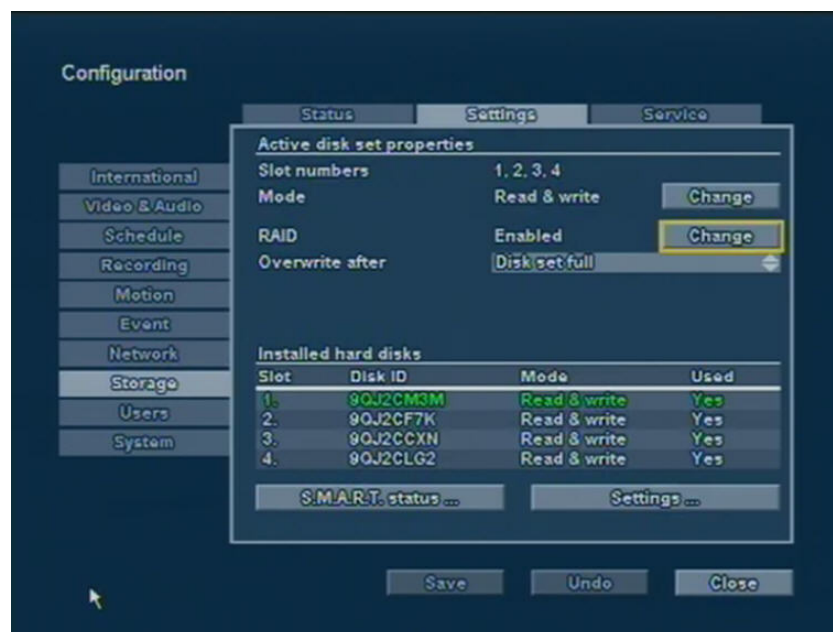 Configuration
Status Settings Service
Active disk set properties
International Slot numbers 1, 2, 3, 4
Video & Audio Mode Read & write Change
Schedule RAID Enabled Change
Recording Overwrite after Disk set full
Motion
Event
Network Installed hard disks
Storage Slot Disk ID Mode Used
1. 9QJ2CM3M Read & write Yes
Users 2. 9QJ2CF7K Read & write Yes
System 3. 9QJ2CCXN Read & write Yes
4. 9QJ2CLG2 Read & write Yes
S.M.A.R.T. status ... Settings ...
Save Undo Close